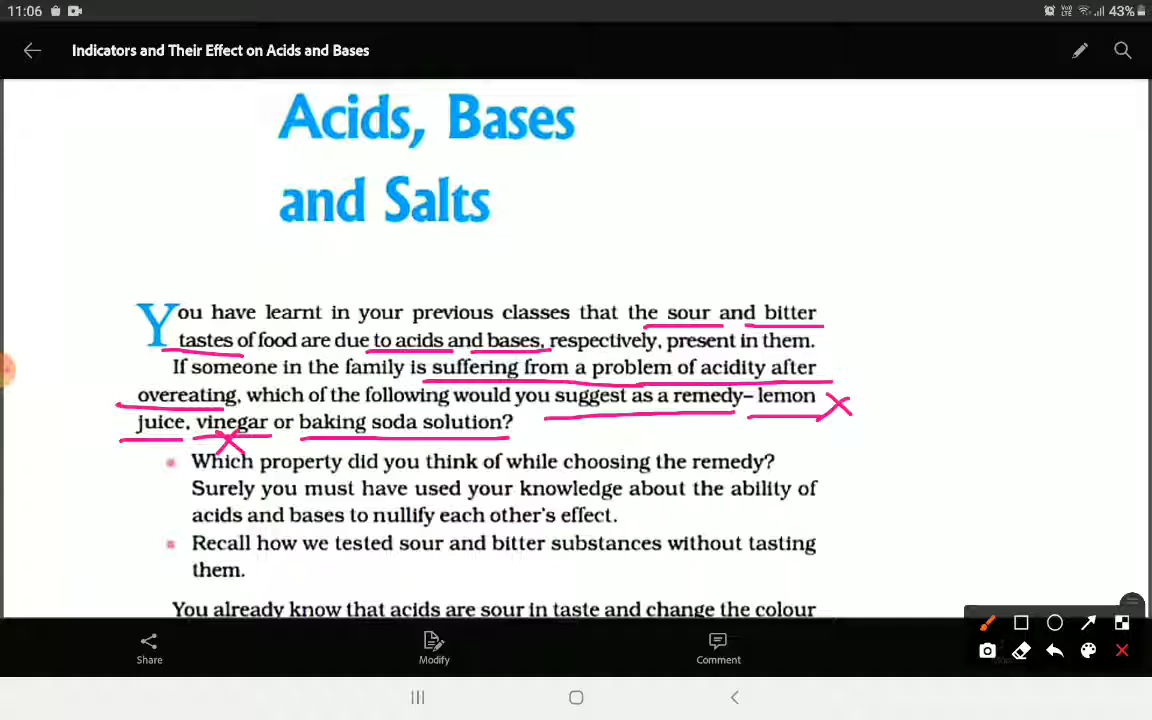 11:06
Vo) LTE 43%
Indicators and Their Effect on Acids and Bases
Acids, Bases
and Salts
You have learnt in your previous classes that the sour and bitter
tastes of food are due to acids and bases, respectively, present in them.
If someone in the family is suffering from a problem of acidity after
overeating, which of the following would you suggest as a remedy– lemon
juice, vinegar or baking soda solution?
Which property did you think of while choosing the remedy?
Surely you must have used your knowledge about the ability of
acids and bases to nullify each other's effect.
Recall how we tested sour and bitter substances without tasting
them.
You already know that acids are sour in taste and change the colour
Share
Modify
Comment